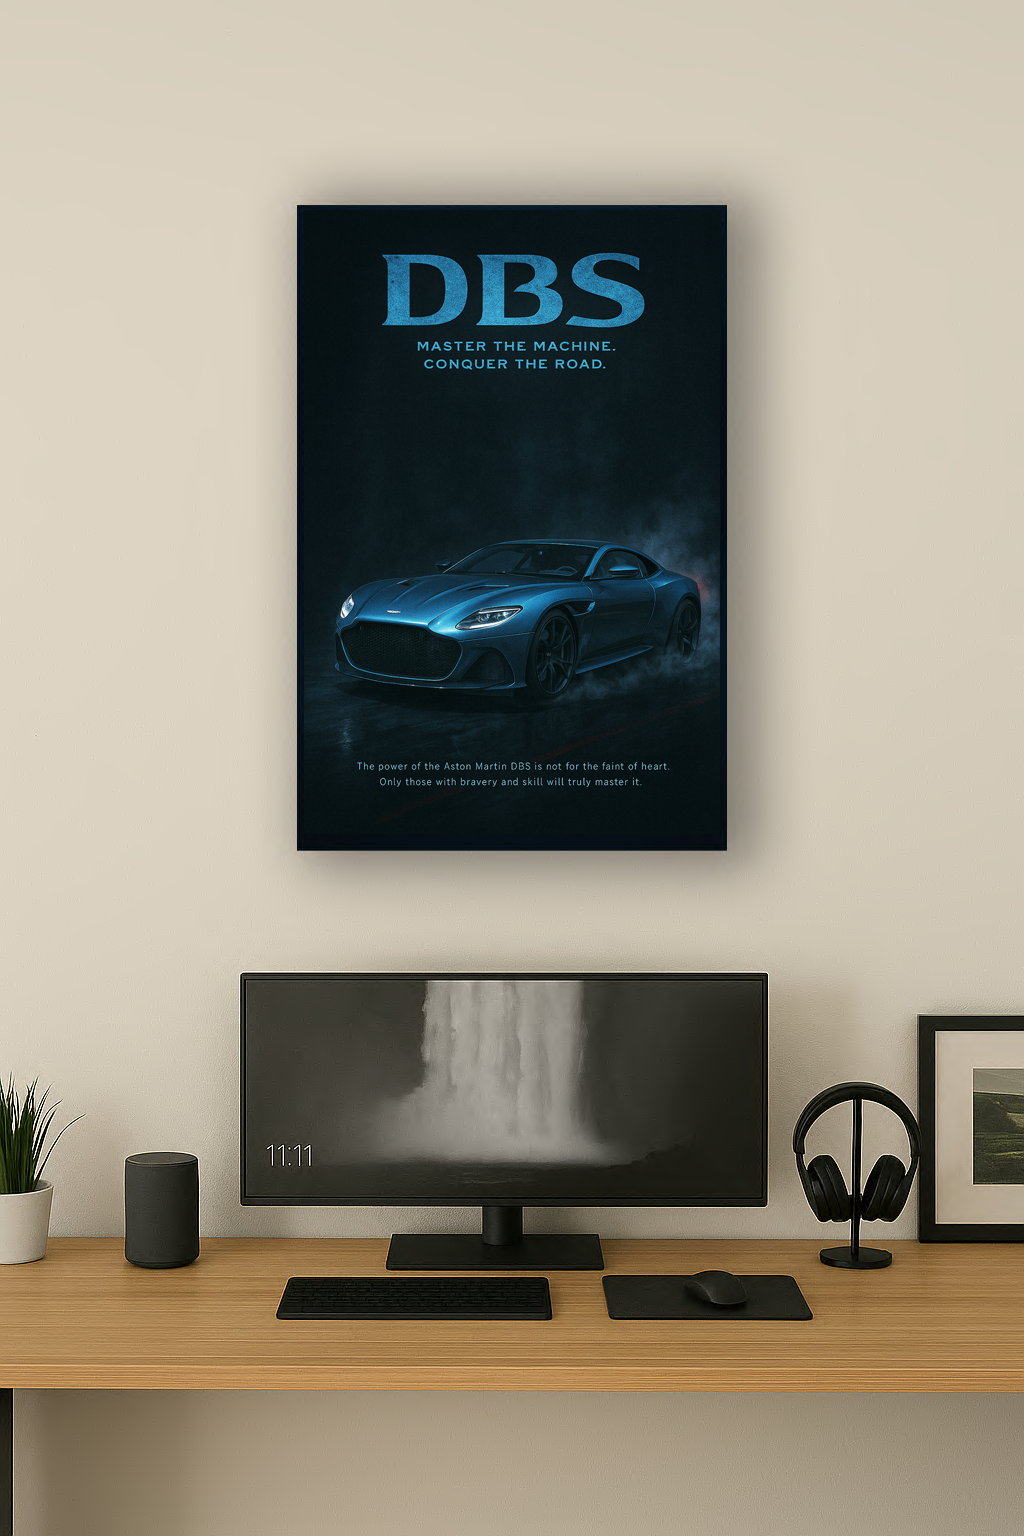 DBS
MASTER THE MACHINE.
CONQUER THE ROAD.
The power of the Aston Martin DBS is not for the faint of heart.
Only those with bravery and skill will truly master it.
11:11